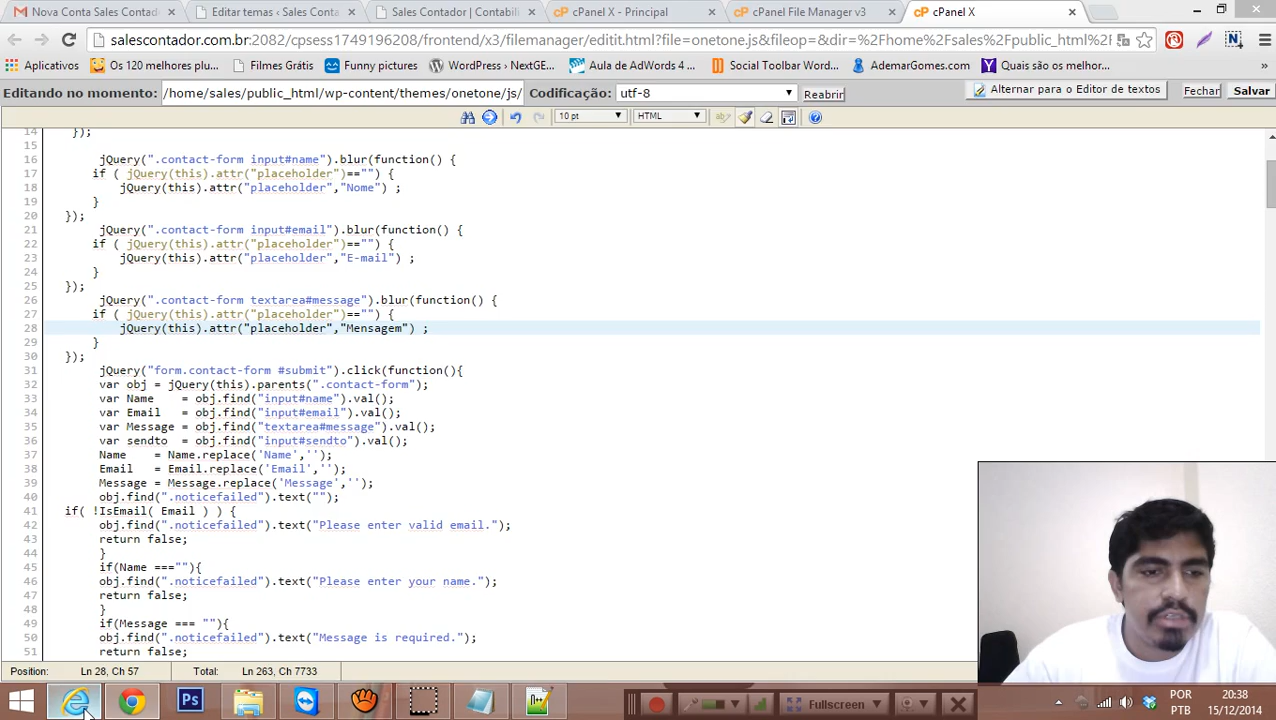 Nova Conta Sales Contad × Editar temas ‹ Sales Conta × Sales Contador | Contabili × cPanel X - Principal × cPanel File Manager v3 × cPanel X ×
salescontador.com.br:2082/cpsess1749196208/frontend/x3/filemanager/editit.html?file=onetone.js&fileop=&dir=%2Fhome%2Fsales%2Fpublic_html%2F
Aplicativos Os 120 melhores plu... Filmes Grátis Funny pictures WordPress › NextGE... Aula de AdWords 4 ... Social Toolbar Word... AdemarGomes.com Quais são os melhor...
Editando no momento: /home/sales/public_html/wp-content/themes/onetone/js/ Codificação: utf-8 Reabrir Alternar para o Editor de textos Fechar Salvar
10 pt HTML
14 });
15
16 jQuery(".contact-form input#name").blur(function() {
17 if ( jQuery(this).attr("placeholder")=="") {
18 jQuery(this).attr("placeholder","Nome") ;
19 }
20 });
21 jQuery(".contact-form input#email").blur(function() {
22 if ( jQuery(this).attr("placeholder")=="") {
23 jQuery(this).attr("placeholder","E-mail") ;
24 }
25 });
26 jQuery(".contact-form textarea#message").blur(function() {
27 if ( jQuery(this).attr("placeholder")=="") {
28 jQuery(this).attr("placeholder","Mensagem") ;
29 }
30 });
31 jQuery("form.contact-form #submit").click(function(){
32 var obj = jQuery(this).parents(".contact-form");
33 var Name = obj.find("input#name").val();
34 var Email = obj.find("input#email").val();
35 var Message = obj.find("textarea#message").val();
36 var sendto = obj.find("input#sendto").val();
37 Name = Name.replace('Name','');
38 Email = Email.replace('Email','');
39 Message = Message.replace('Message','');
40 obj.find(".noticefailed").text("");
41 if( !IsEmail( Email ) ) {
42 obj.find(".noticefailed").text("Please enter valid email.");
43 return false;
44 }
45 if(Name ===""){
46 obj.find(".noticefailed").text("Please enter your name.");
47 return false;
48 }
49 if(Message === ""){
50 obj.find(".noticefailed").text("Message is required.");
51 return false;
Position: Ln 28, Ch 57 Total: Ln 263, Ch 7733
Fullscreen
POR 20:38
PTB 15/12/2014